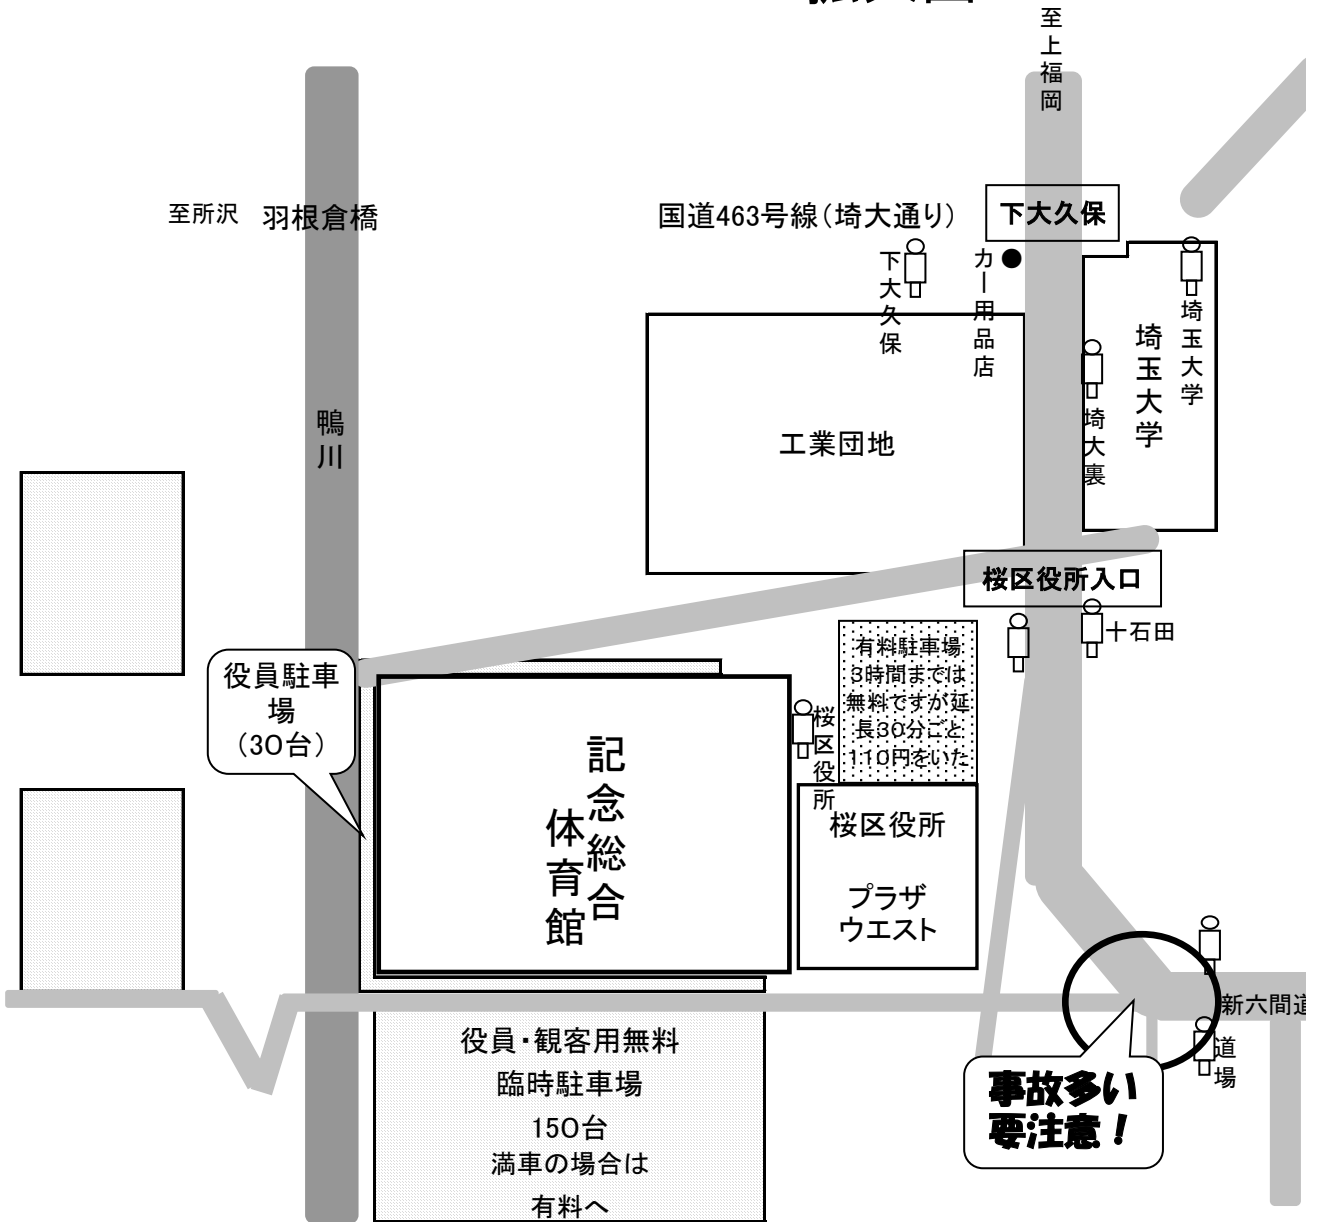 至上福岡
至所沢
羽根倉橋
国道463号線(埼大通り)
下大久保
下大久保
カー用品店
埼玉大学
埼玉大学
埼大裏
鴨川
工業団地
桜区役所入口
十石田
役員駐車
場
(30台)
有料駐車場
3時間までは
無料ですが延
長30分ごと
110円をいた
桜区役所
記念総合
体育館
桜区役所
プラザ
ウエスト
新六間道
道場
事故多い
要注意!
役員・観客用無料
臨時駐車場
150台
満車の場合は
有料へ